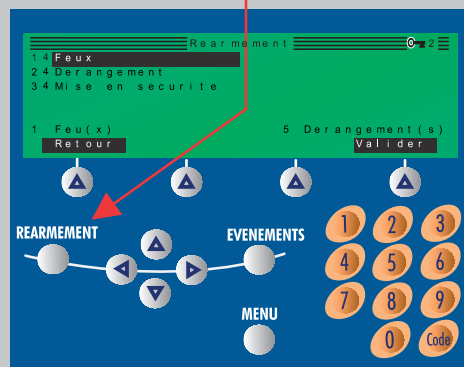 Rearmement 2
1 4 Feux
2 4 Derangement
3 4 Mise en securite
1 Feu(x) 5 Derangement(s)
Retour Valider
REARMEMENT EVENEMENTS
1 2 3
4 5 6
7 8 9
MENU
0 Code